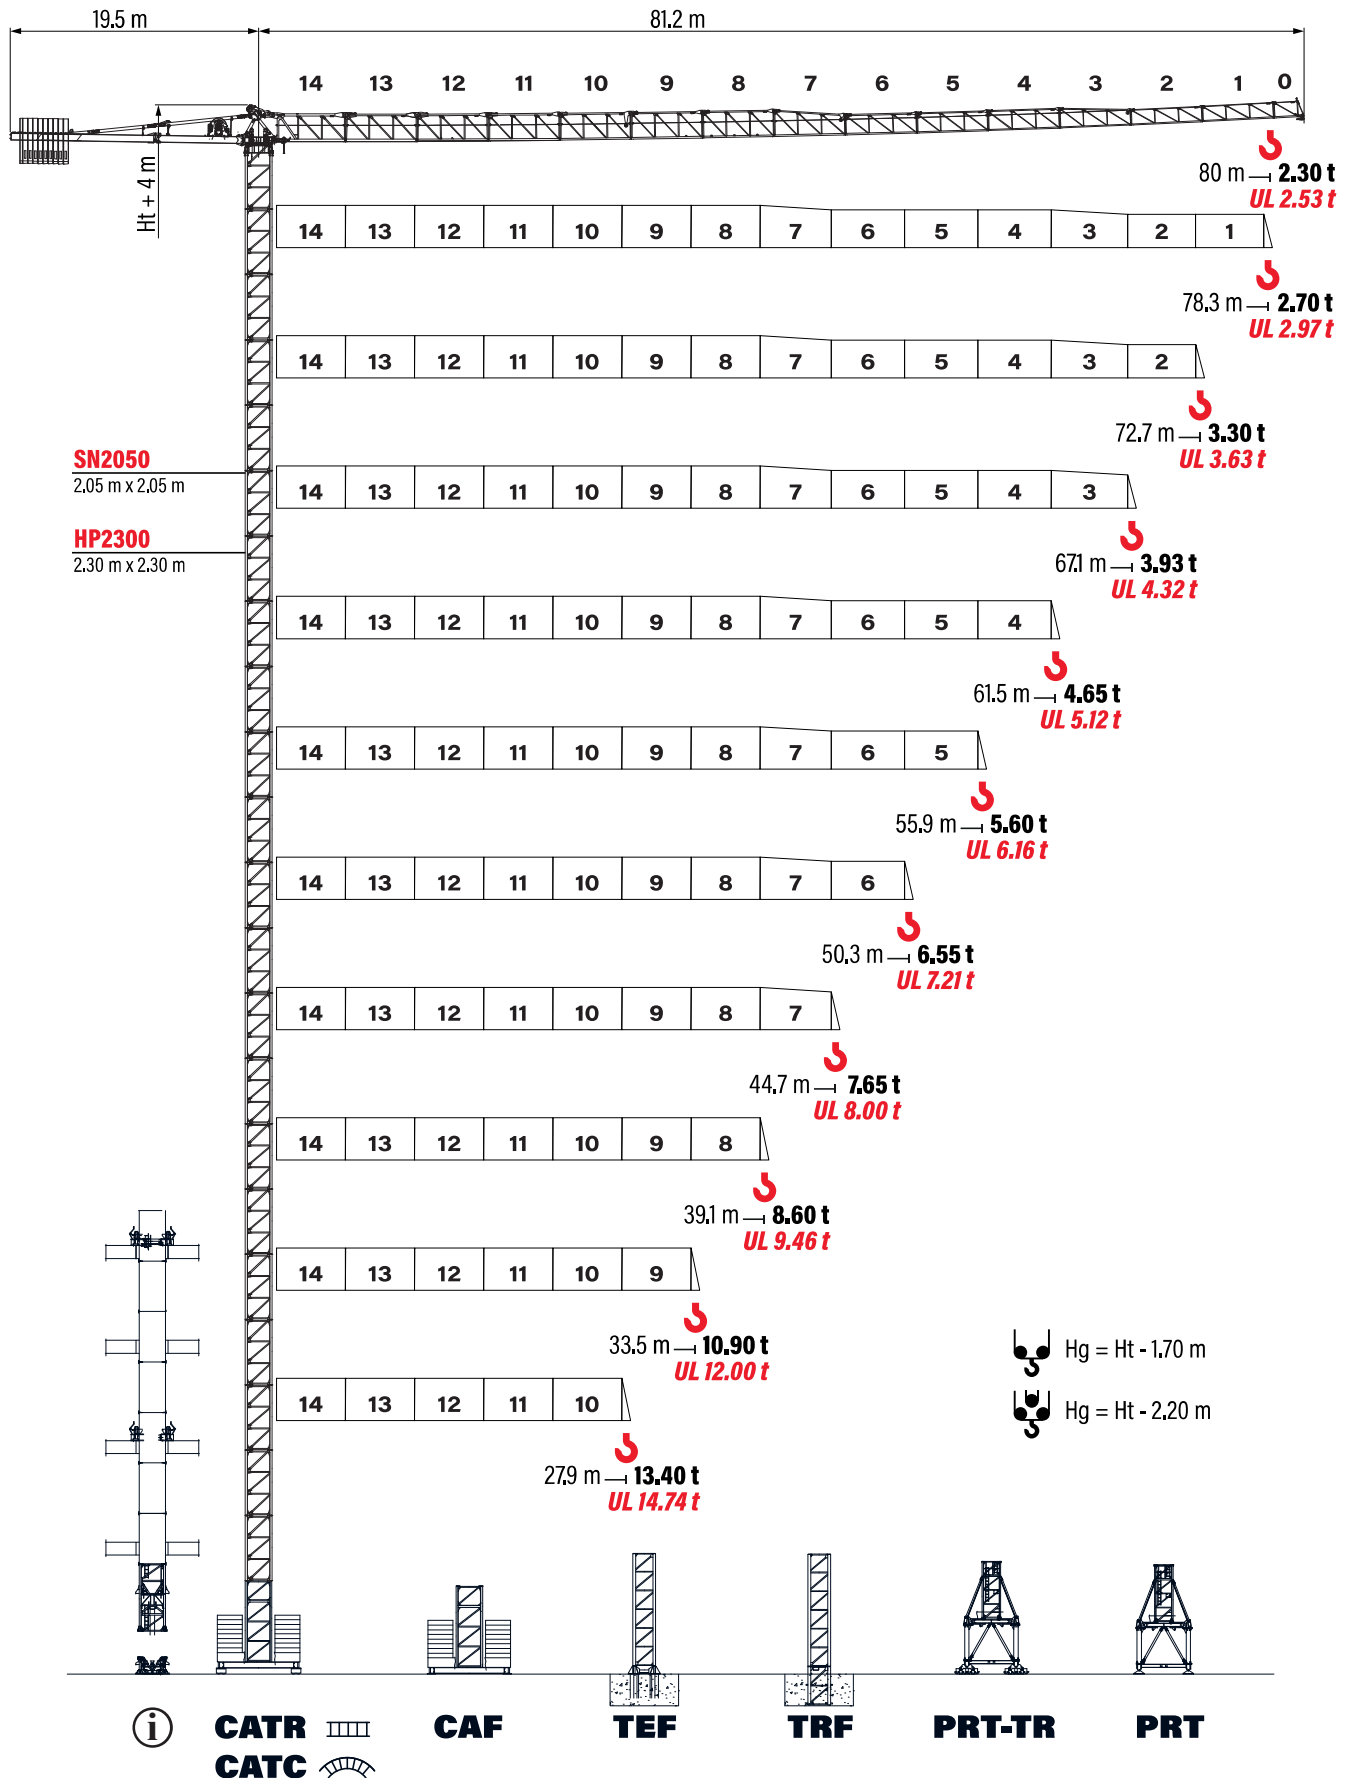 19.5 m 81.2 m
14 13 12 11 10 9 8 7 6 5 4 3 2 1 0
Ht + 4 m
80 m 2.30 t
UL 2.53 t
14 13 12 11 10 9 8 7 6 5 4 3 2 1
78.3 m 2.70 t
UL 2.97 t
14 13 12 11 10 9 8 7 6 5 4 3 2
72.7 m 3.30 t
UL 3.63 t
SN2050
2.05 m x 2.05 m
14 13 12 11 10 9 8 7 6 5 4 3
HP2300
2.30 m x 2.30 m
67.1 m 3.93 t
UL 4.32 t
14 13 12 11 10 9 8 7 6 5 4
61.5 m 4.65 t
UL 5.12 t
14 13 12 11 10 9 8 7 6 5
55.9 m 5.60 t
UL 6.16 t
14 13 12 11 10 9 8 7 6
50.3 m 6.55 t
UL 7.21 t
14 13 12 11 10 9 8 7
44.7 m 7.65 t
UL 8.00 t
14 13 12 11 10 9 8
39.1 m 8.60 t
UL 9.46 t
14 13 12 11 10 9
33.5 m 10.90 t
UL 12.00 t
Hg = Ht - 1.70 m
14 13 12 11 10
Hg = Ht - 2.20 m
27.9 m 13.40 t
UL 14.74 t
i CATR CAF TEF TRF PRT-TR PRT
CATC